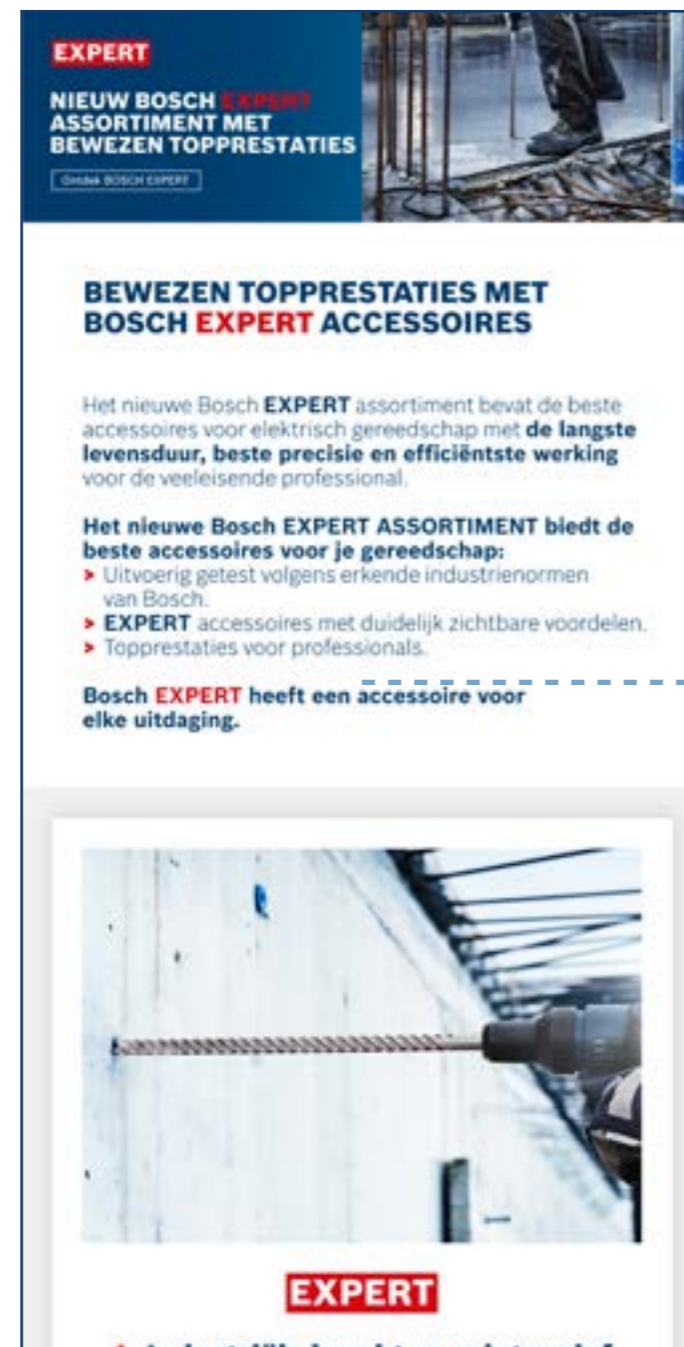 EXPERT
NIEUW BOSCH EXPERT
ASSORTIMENT MET
BEWEZEN TOPPRESTATIES
Ontdek BOSCH EXPERT
BEWEZEN TOPPRESTATIES MET
BOSCH EXPERT ACCESSOIRES
Het nieuwe Bosch EXPERT assortiment bevat de beste
accessoires voor elektrisch gereedschap met de langste
levensduur, beste precisie en efficiëntste werking
voor de veeleisende professional.
Het nieuwe Bosch EXPERT ASSORTIMENT biedt de
beste accessoires voor je gereedschap:
> Uitvoerig getest volgens erkende industrienormen
van Bosch.
> EXPERT accessoires met duidelijk zichtbare voordelen.
> Topprestaties voor professionals.
Bosch EXPERT heeft een accessoire voor
elke uitdaging.
EXPERT